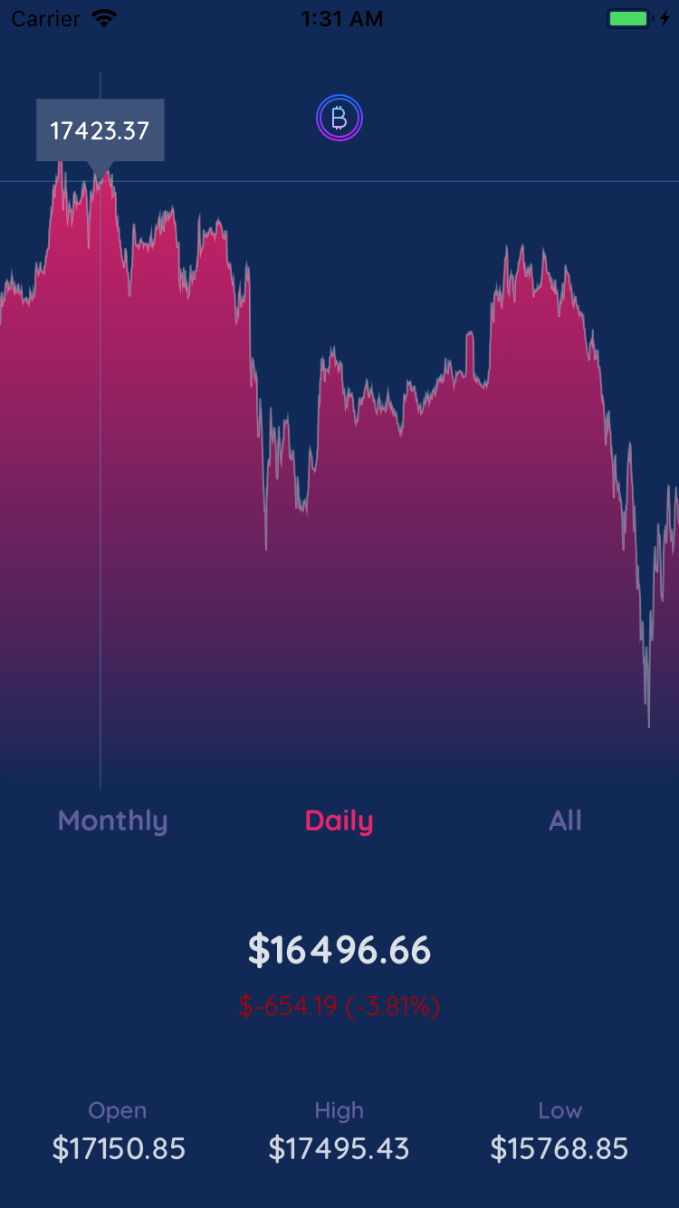 Carrier 1:31 AM
17423.37
Monthly Daily All
$16496.66
$-654.19 (-3.81%)
Open High Low
$17150.85 $17495.43 $15768.85